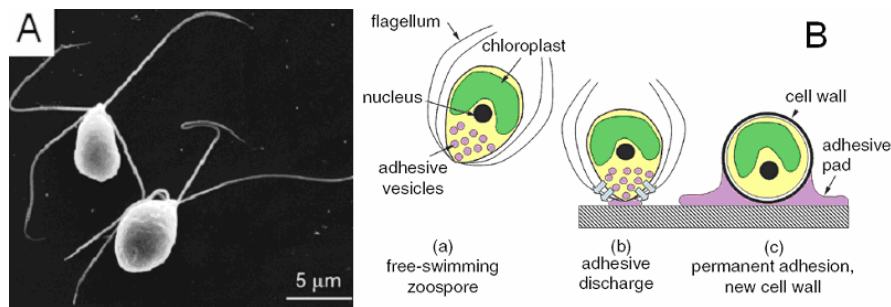 A
5 µm
B
flagellum
chloroplast
nucleus
adhesive
vesicles
cell wall
adhesive
pad
(a)
free-swimming
zoospore
(b)
adhesive
discharge
(c)
permanent adhesion,
new cell wall